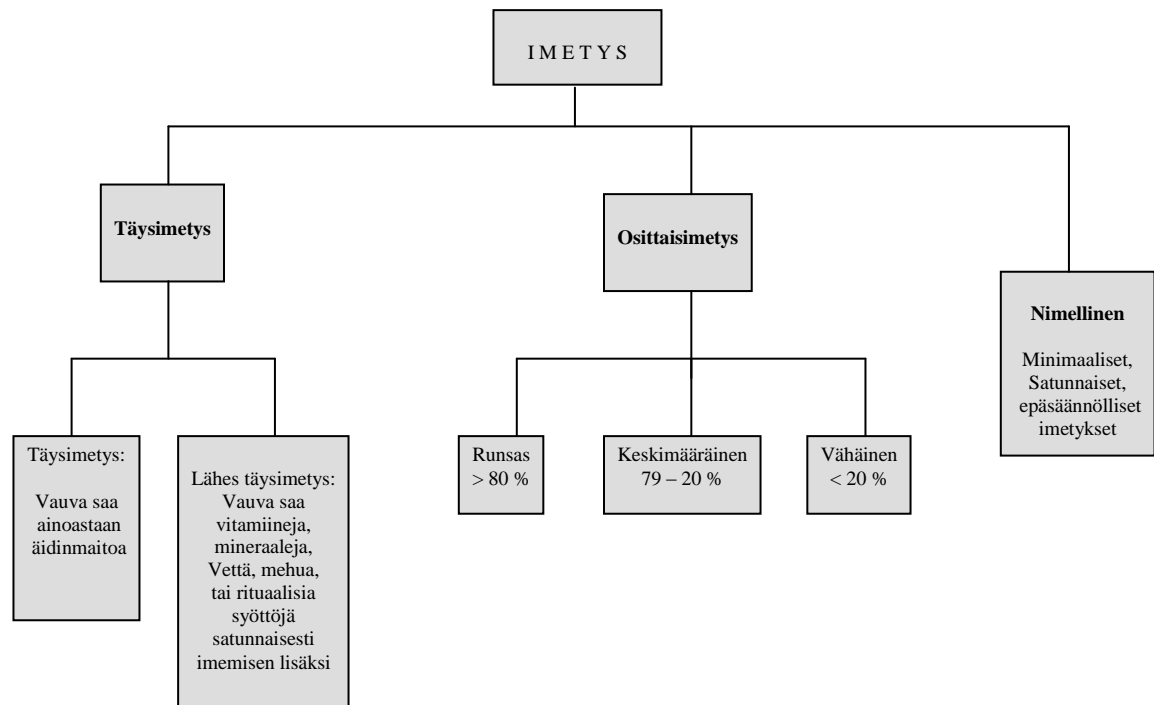 I M E T Y S
Täysimetys
Osittaisimetys
Nimellinen
Minimaaliset,
Satunnaiset,
epäsäännölliset
imetykset
Täysimetys:
Vauva saa
ainoastaan
äidinmaitoa
Lähes täysimetys:
Vauva saa
vitamiineja,
mineraaleja,
Vettä, mehua,
tai rituaalisia
syöttöjä
satunnaisesti
imemisen lisäksi
Runsas
> 80 %
Keskimääräinen
79 – 20 %
Vähäinen
< 20 %